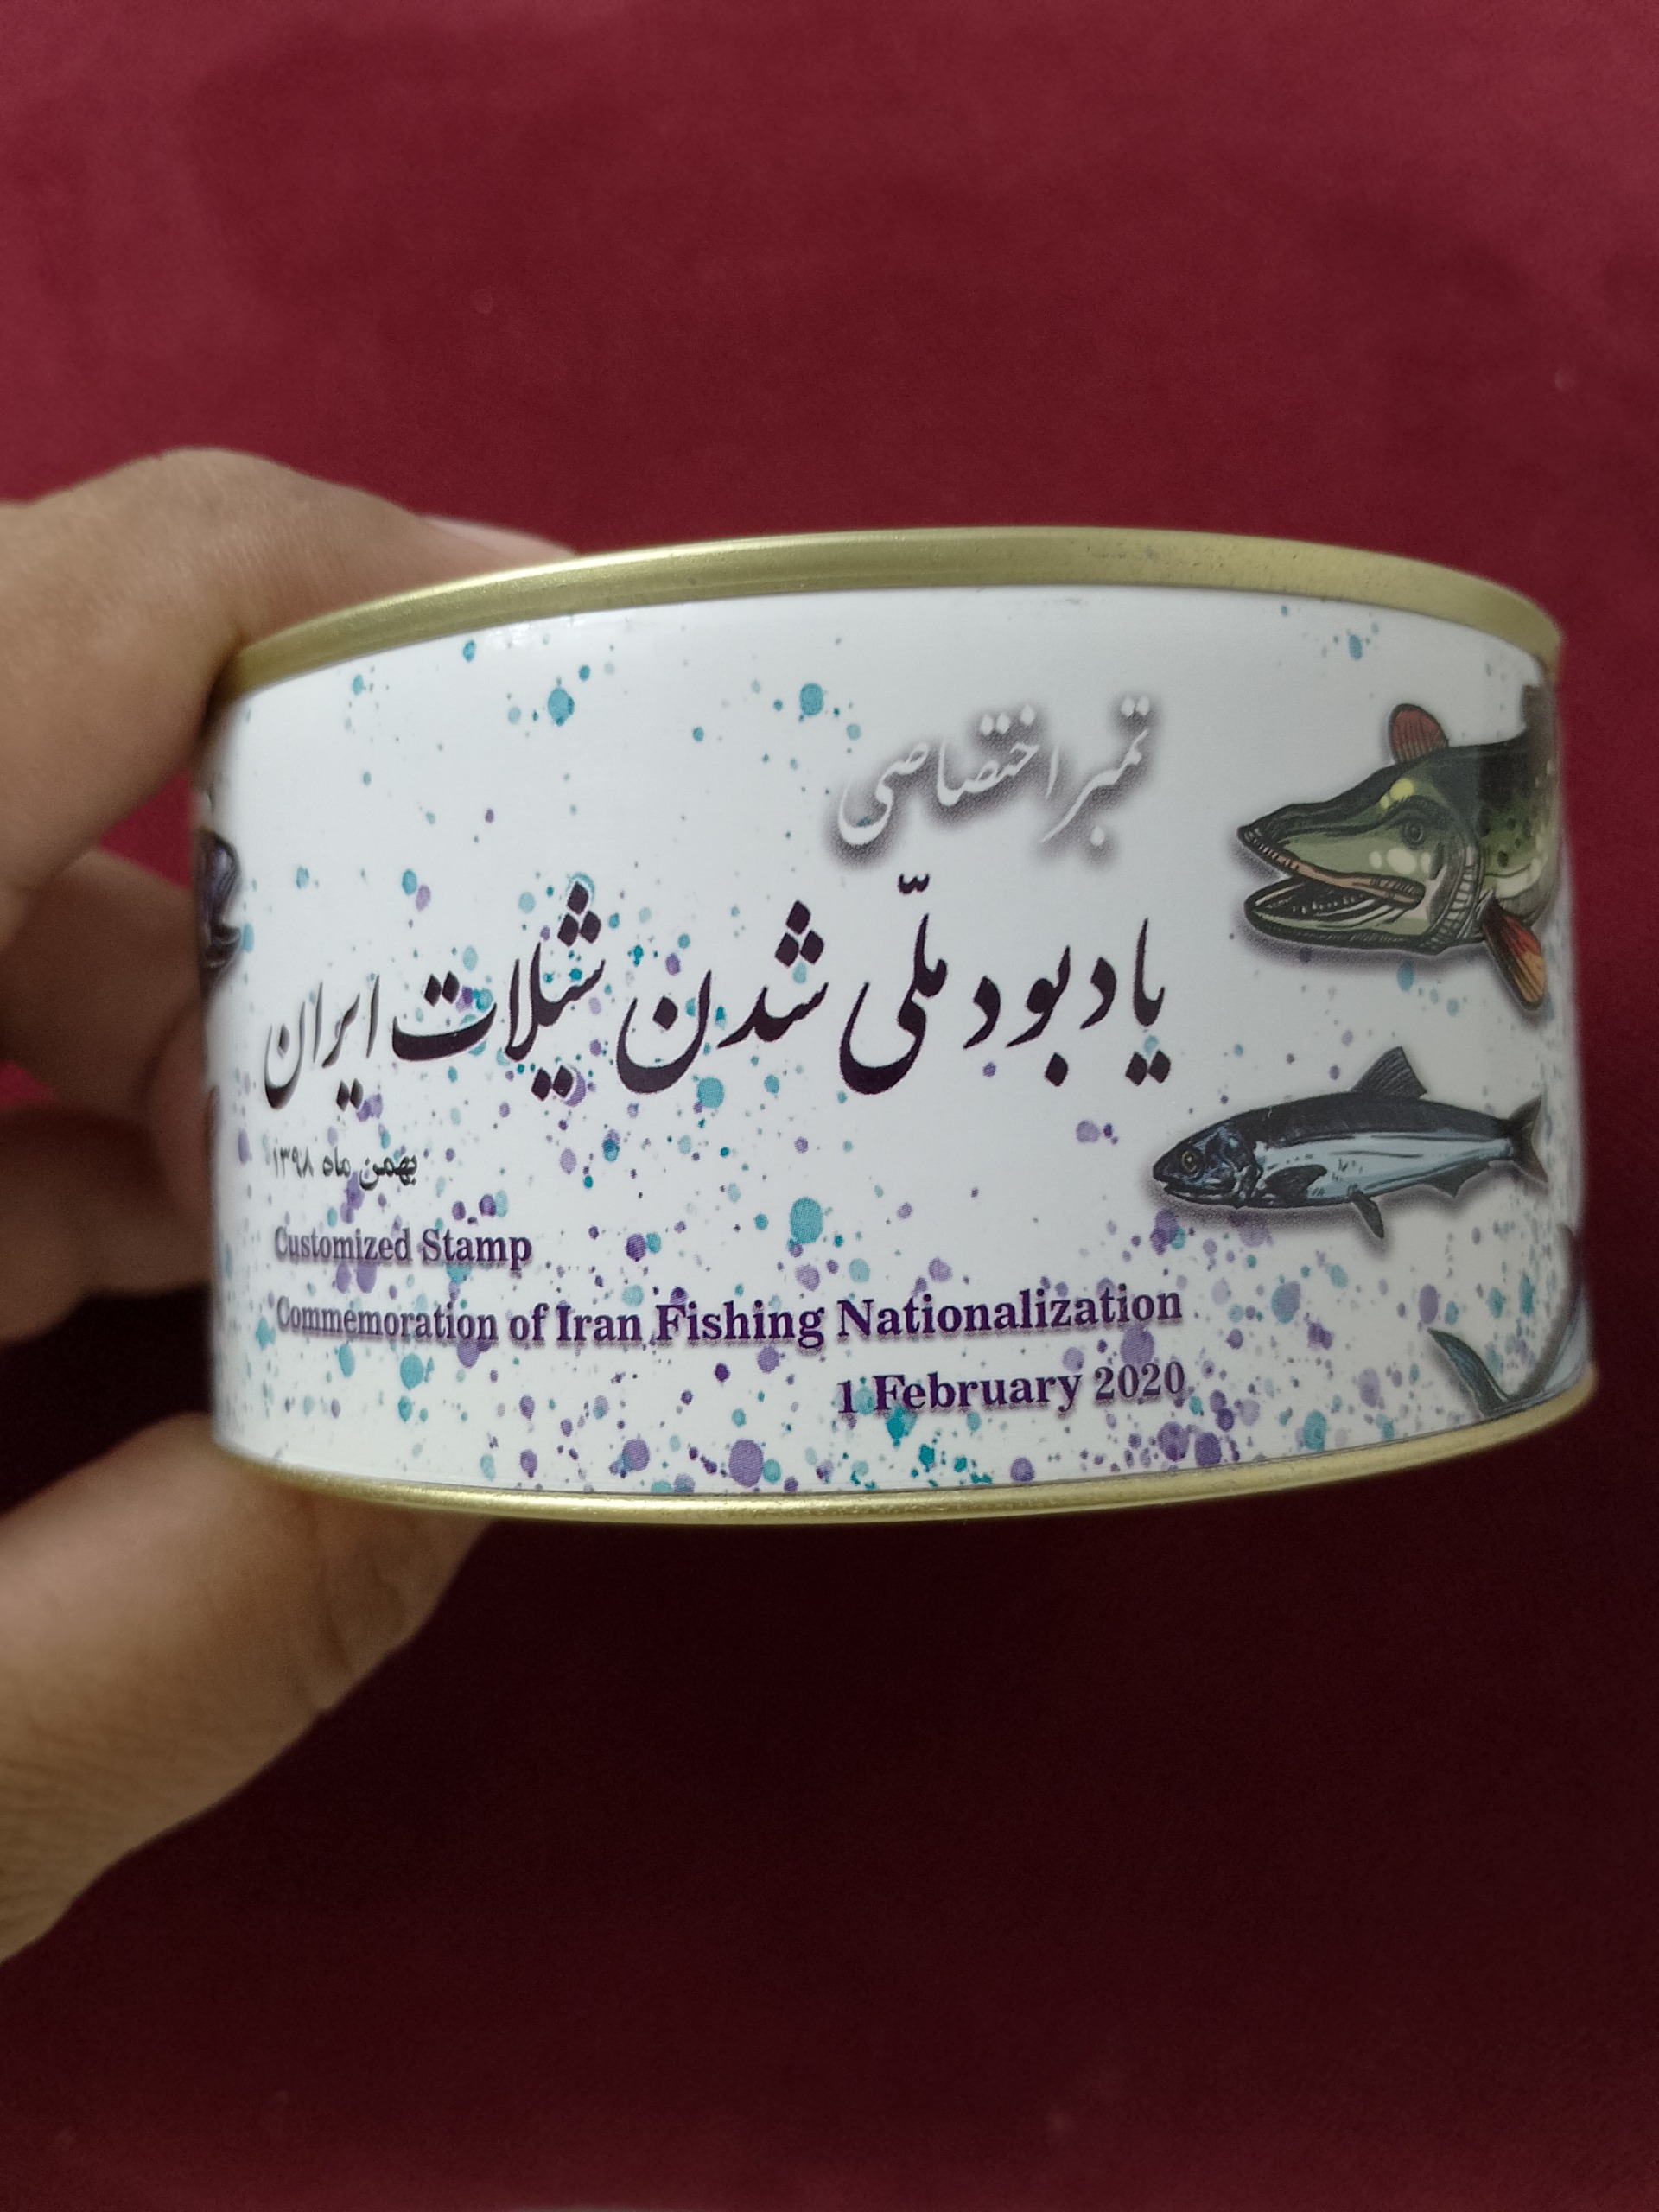 تمبر اختصاصی
یادبود ملّی شدن شیلات ایران
بهمن ماه ۱۳۹۸
Customized Stamp
Commemoration of Iran Fishing Nationalization
1 February 2020